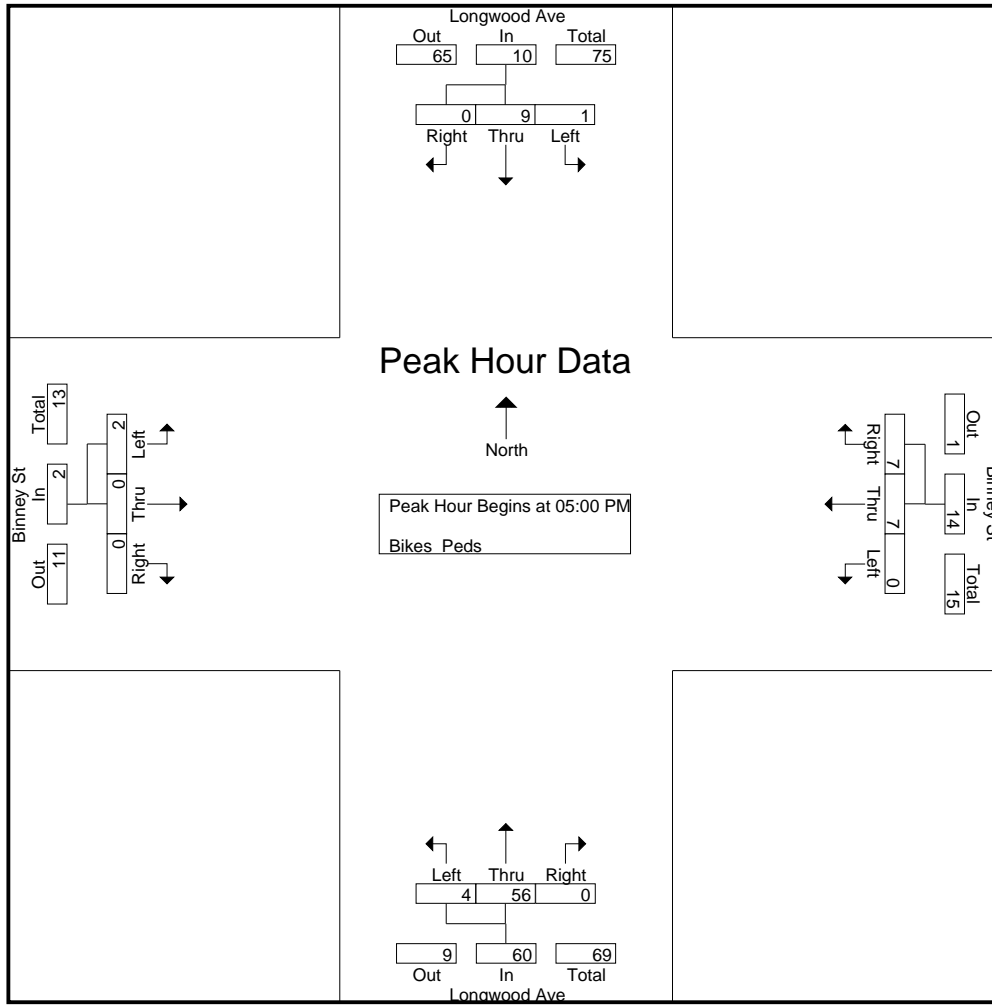 Longwood Ave
Out In Total
65 10 75
0 9 1
Right Thru Left
Peak Hour Data
North
Peak Hour Begins at 05:00 PM
Bikes Peds
Binney St
Out In Total
11 2 13
Right Thru Left
0 0 2
Binney St
Out In Total
1 14 15
Right Thru Left
7 7 0
Left Thru Right
4 56 0
9 60 69
Out In Total
Longwood Ave